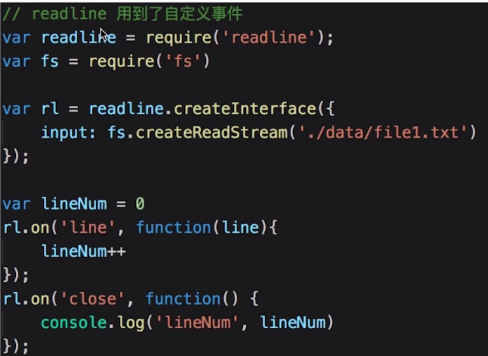 // readline 用到了自定义事件
var readline = require('readline');
var fs = require('fs')

var rl = readline.createInterface({
    input: fs.createReadStream('./data/file1.txt')
});

var lineNum = 0
rl.on('line', function(line){
    lineNum++
});
rl.on('close', function() {
    console.log('lineNum', lineNum)
});